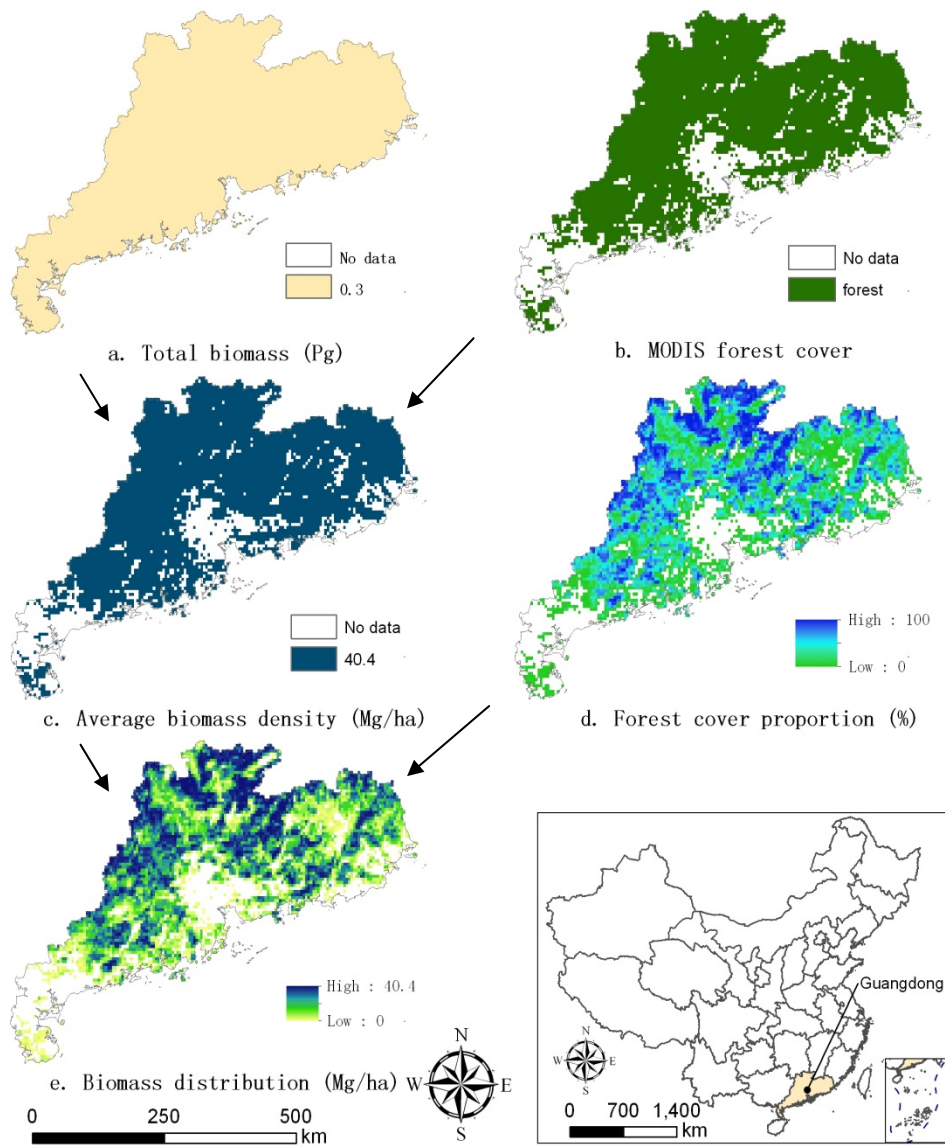 No data
0.3
a. Total biomass (Pg)
No data
forest
b. MODIS forest cover
No data
40.4
c. Average biomass density (Mg/ha)
High : 100
Low : 0
d. Forest cover proportion (%)
High : 40.4
Low : 0
e. Biomass distribution (Mg/ha)
N
W E
S
0 250 500
km
Guangdong
N
W E
S
0 700 1,400
km